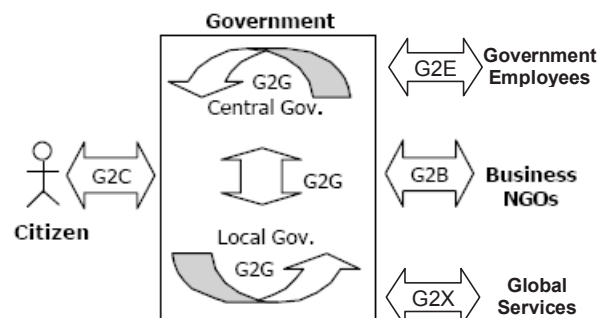 Government
G2G
Central Gov.
G2E
Government
Employees
G2C
Citizen
G2G
G2B
Business
NGOs
Local Gov.
G2G
G2X
Global
Services